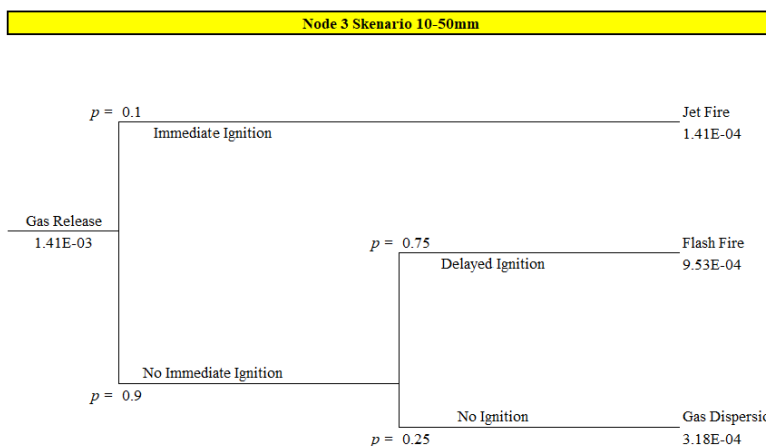 Node 3 Skenario 10-50mm
p = 0.1
Jet Fire
Immediate Ignition
1.41E-04
Gas Release
1.41E-03
p = 0.75
Flash Fire
Delayed Ignition
9.53E-04
No Immediate Ignition
p = 0.9
No Ignition
Gas Dispersio
p = 0.25
3.18E-04